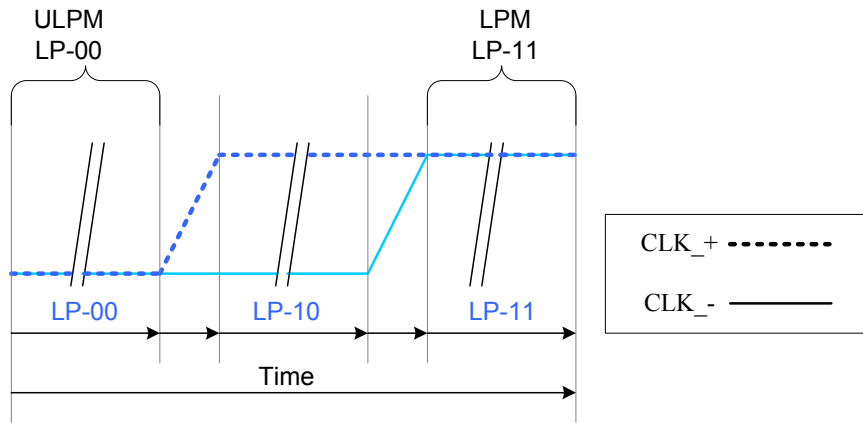 ULPM
LP-00
LPM
LP-11
LP-00
LP-10
LP-11
Time
CLK_+
CLK_-